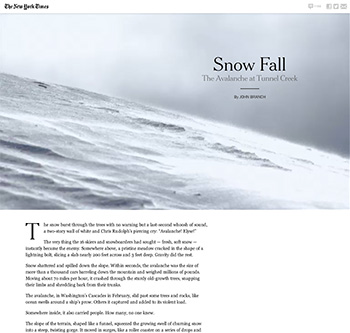 The New York Times
Snow Fall
The Avalanche at Tunnel Creek
By JOHN BRANCH
The snow burst through the trees with no warning but a last-second whoosh of sound,
a two-story wall of white and Chris Rudolph's piercing cry: "Avalanche! Elyse!"
The very thing the 16 skiers and snowboarders had sought — fresh, soft snow —
instantly became the enemy. Somewhere above, a pristine meadow cracked in the shape of a
lightning bolt, slicing a slab nearly 200 feet across and 3 feet deep. Gravity did the rest.
Snow shattered and spilled down the slope. Within seconds, the avalanche was the size of
more than a thousand cars barreling down the mountain and weighed millions of pounds.
Moving about 70 miles per hour, it crashed through the sturdy old-growth trees, snapping
their limbs and shredding bark from their trunks.
The avalanche, in Washington's Cascades in February, slid past some trees and rocks, like
ocean swells around a ship's prow. Others it captured and added to its violent load.
Somewhere inside, it also carried people. How many, no one knew.
The slope of the terrain, shaped like a funnel, squeezed the growing swell of churning snow
into a steep, twisting gorge. It moved in surges, like a roller coaster on a series of drops and